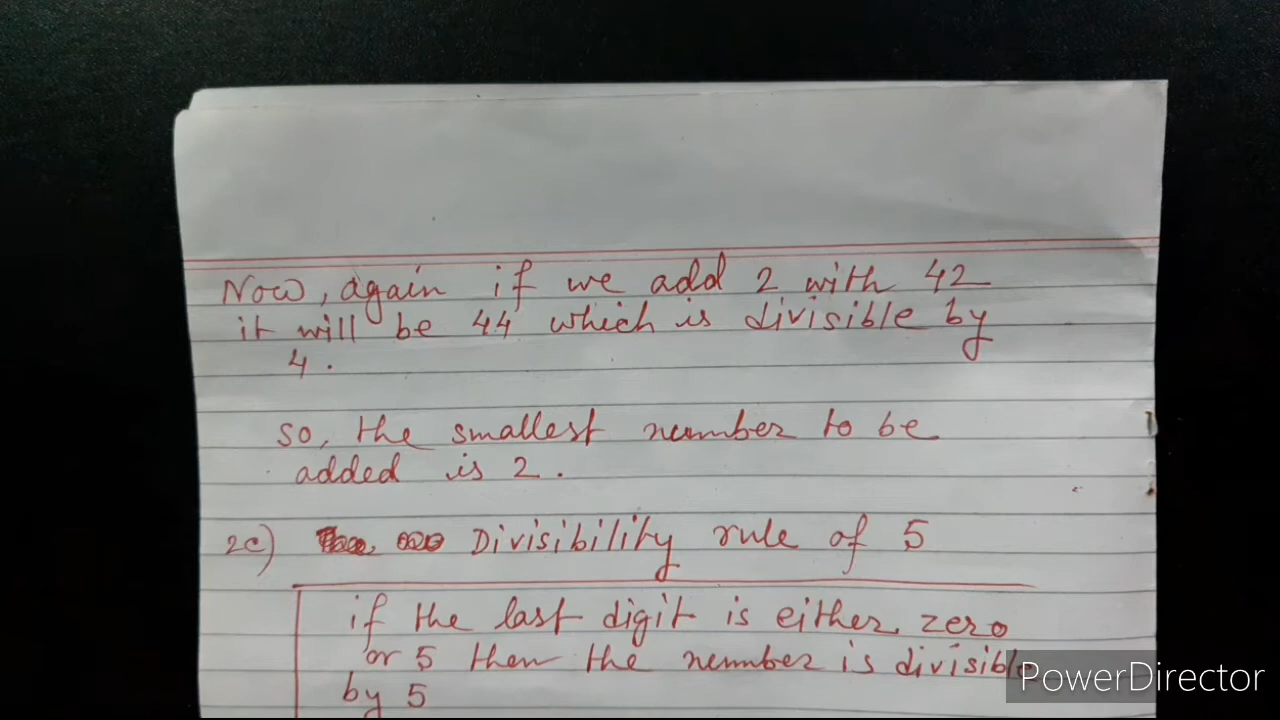 Now, again if we add 2 with 42
it will be 44 which is divisible by
4.
so, the smallest number to be
added is 2.
2c) Divisibility rule of 5
if the last digit is either zero
or 5 then the number is divisible
by 5
PowerDirector